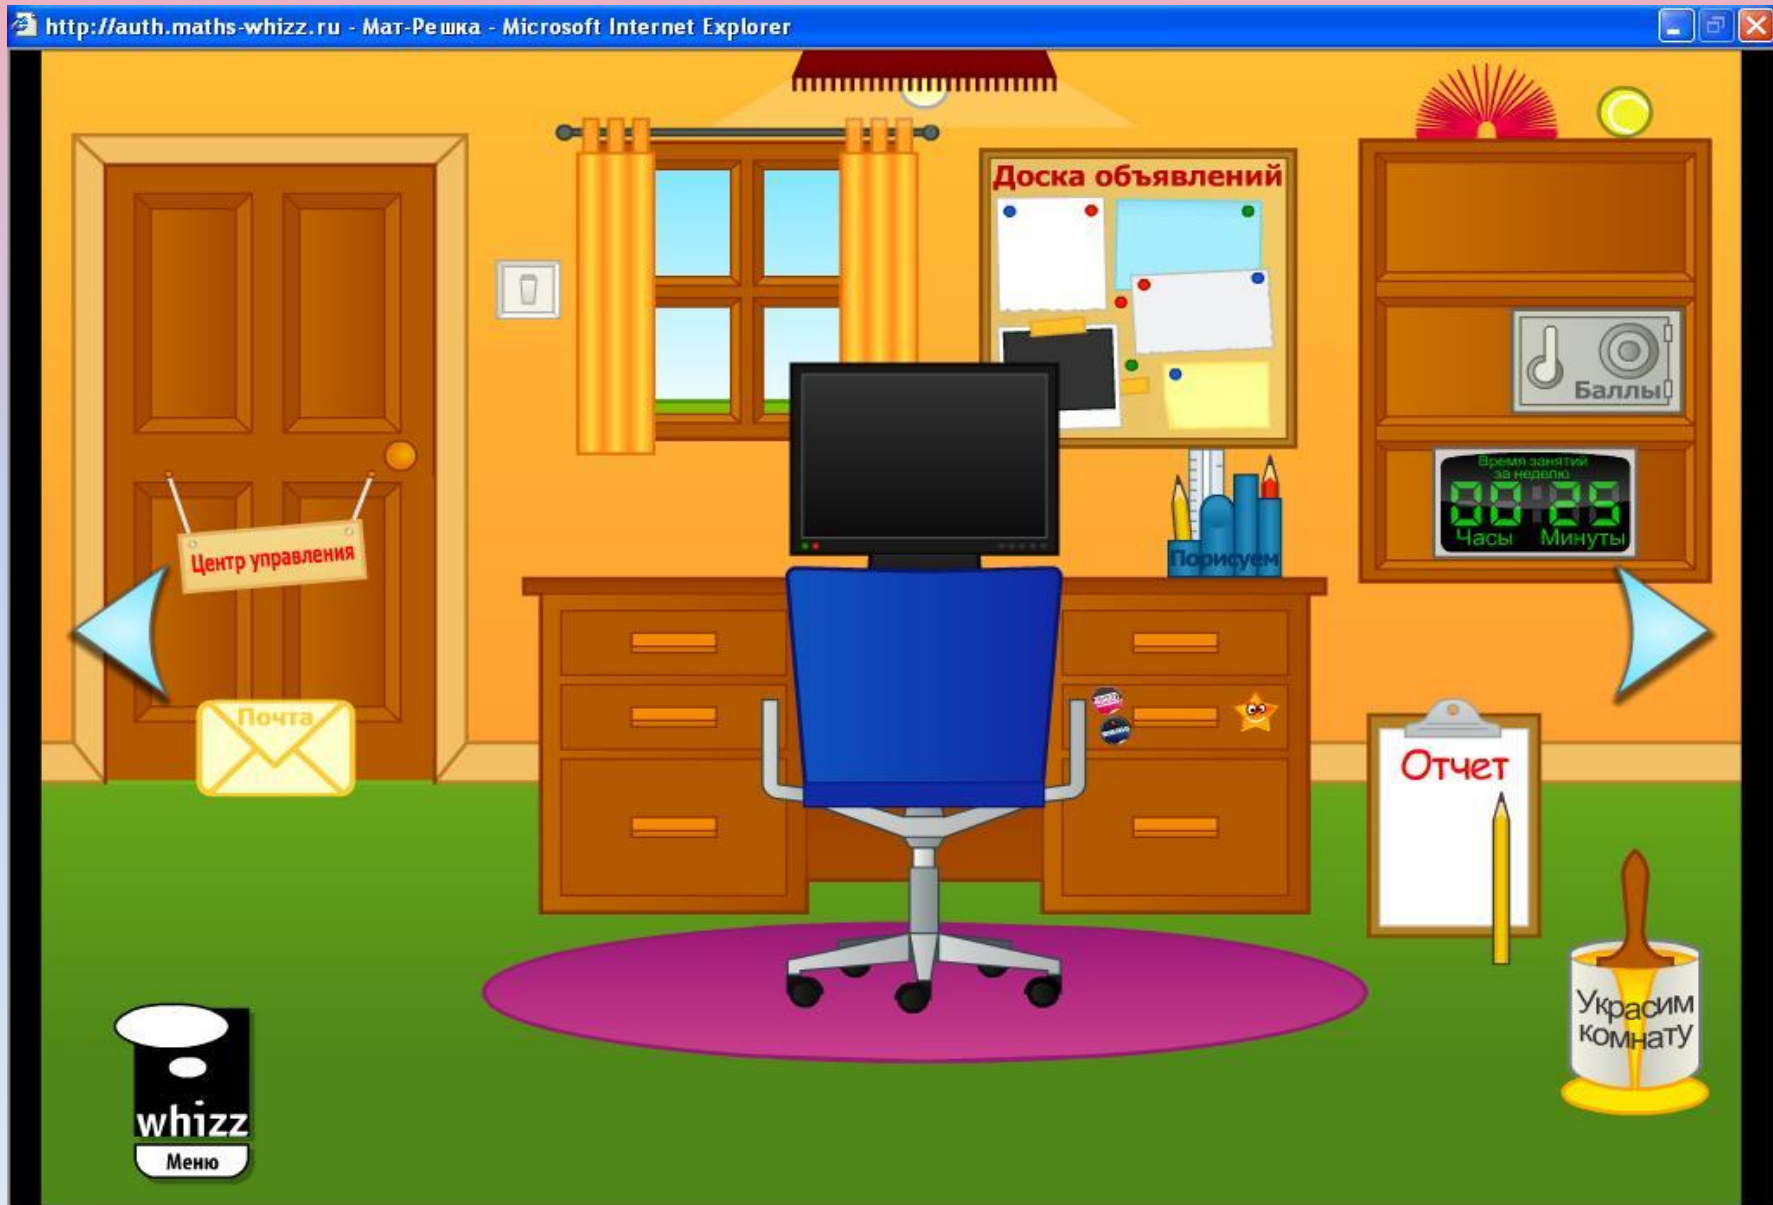 http://auth.maths-whizz.ru - Мат-Решка - Microsoft Internet Explorer
Доска объявлений
Баллы
Время занятий
за неделю
00:25
Часы Минуты
Порисуем
Центр управления
Почта
Отчет
Украсим
комнату
whizz
Меню